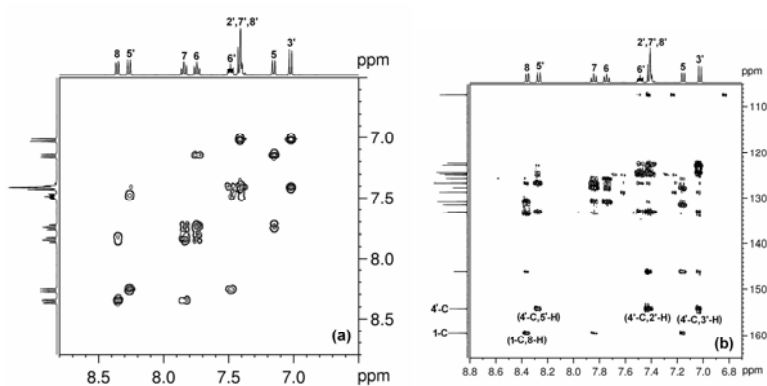 2',7',8'
8 5' 7 6 6' 5 3'
ppm
7.0
7.5
8.0
8.5
(a)
8.5 8.0 7.5 7.0 ppm
2',7',8'
8 5' 7 6 6' 5 3'
ppm
110
120
130
140
150
160
4'-C
1-C
(4'-C,5'-H)
(4'-C,2'-H)
(4'-C,3'-H)
(1-C,8-H)
(b)
8.8 8.6 8.4 8.2 8.0 7.8 7.6 7.4 7.2 7.0 6.8 ppm